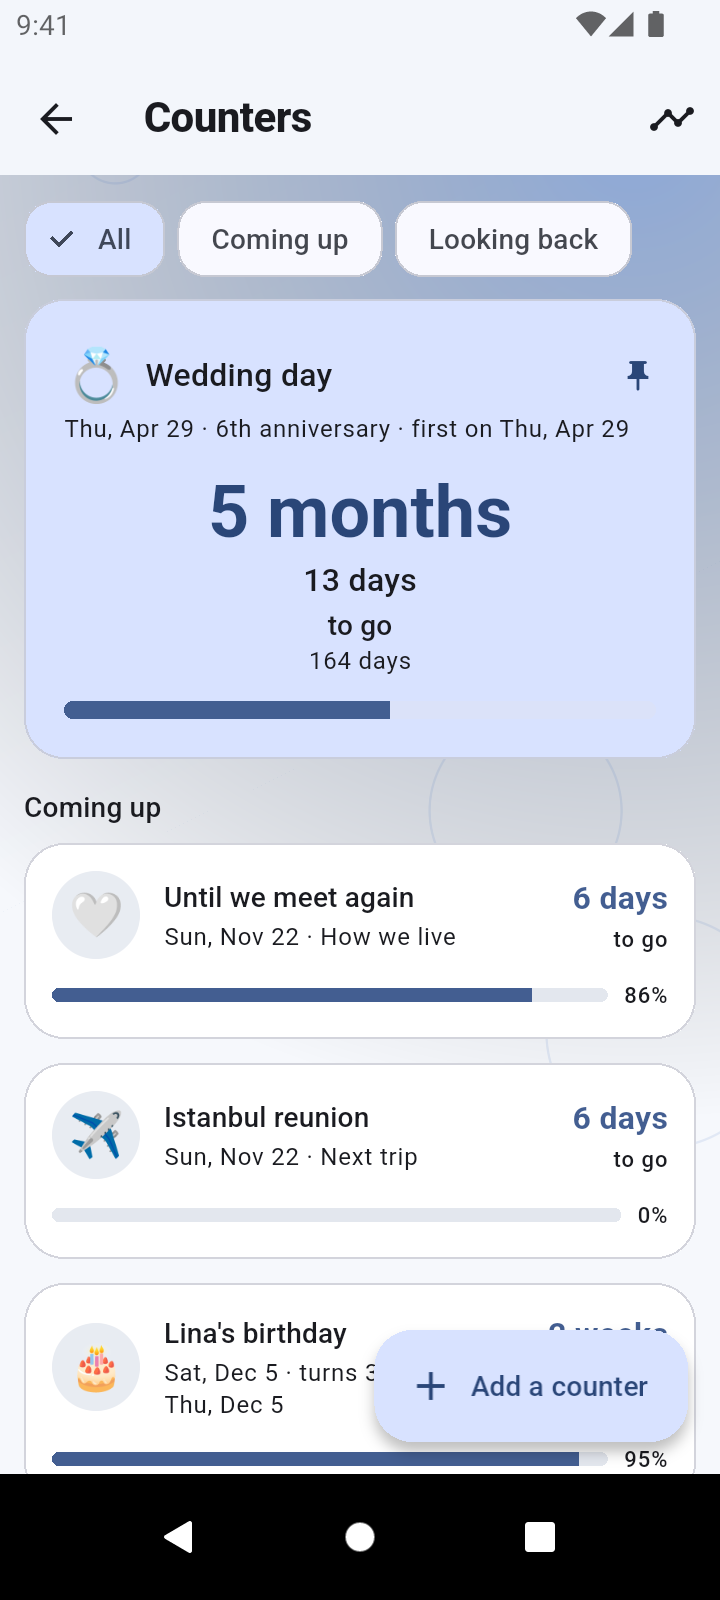 9:41
Counters
All
Coming up
Looking back
Wedding day
Thu, Apr 29 · 6th anniversary · first on Thu, Apr 29
5 months
13 days
to go
164 days
Coming up
Until we meet again
6 days
Sun, Nov 22 · How we live
to go
86%
Istanbul reunion
6 days
Sun, Nov 22 · Next trip
to go
0%
Lina's birthday
Sat, Dec 5 · turns 3
Thu, Dec 5
Add a counter
95%